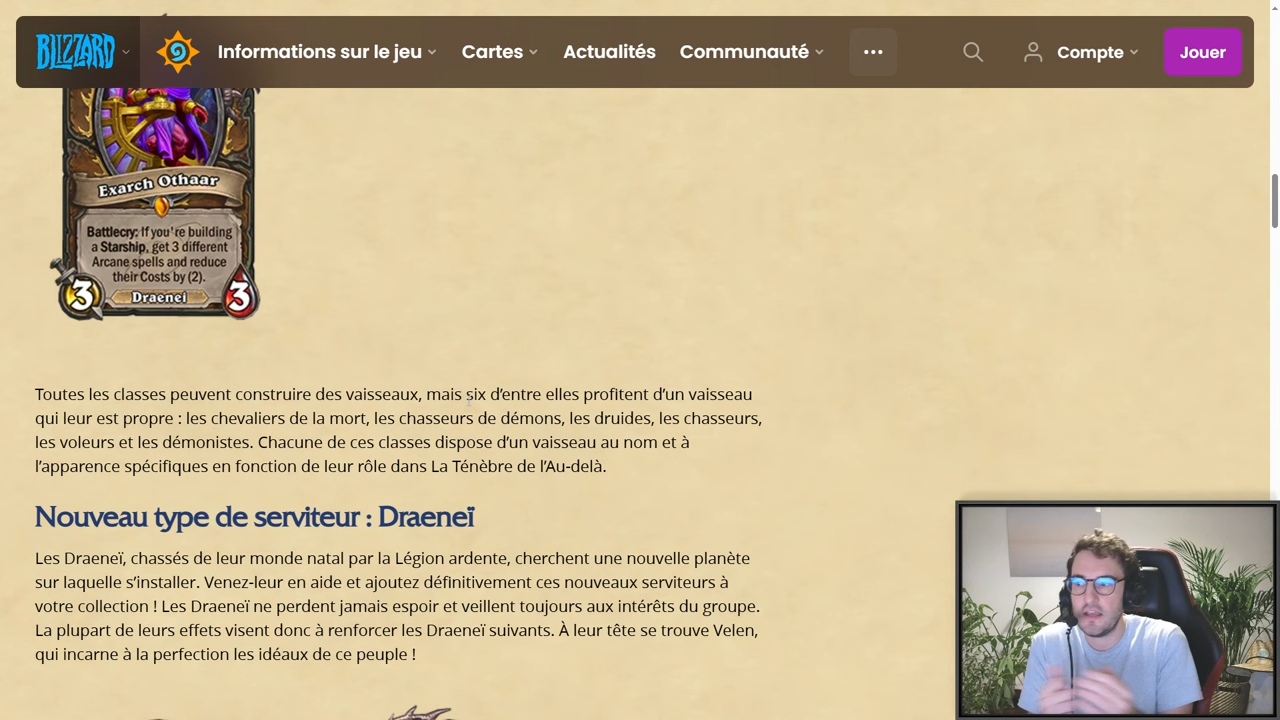 BLIZZARD
Informations sur le jeu
Cartes
Actualités
Communauté
Compte
Jouer
Exarch Othaar
Battlecry: If you're building
a Starship, get 3 different
Arcane spells and reduce
their Costs by (2).
3
Draenei
3
Toutes les classes peuvent construire des vaisseaux, mais six d'entre elles profitent d'un vaisseau
qui leur est propre : les chevaliers de la mort, les chasseurs de démons, les druides, les chasseurs,
les voleurs et les démonistes. Chacune de ces classes dispose d'un vaisseau au nom et à
l'apparence spécifiques en fonction de leur rôle dans La Ténèbre de l'Au-delà.
Nouveau type de serviteur : Draeneï
Les Draeneï, chassés de leur monde natal par la Légion ardente, cherchent une nouvelle planète
sur laquelle s'installer. Venez-leur en aide et ajoutez définitivement ces nouveaux serviteurs à
votre collection ! Les Draeneï ne perdent jamais espoir et veillent toujours aux intérêts du groupe.
La plupart de leurs effets visent donc à renforcer les Draeneï suivants. À leur tête se trouve Velen,
qui incarne à la perfection les idéaux de ce peuple !